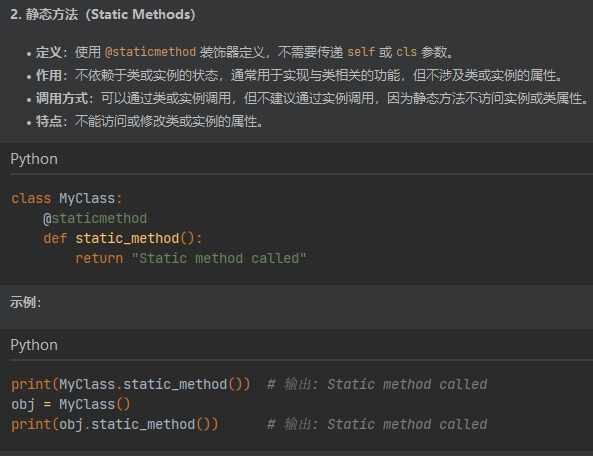 2. 静态方法（Static Methods）
• 定义：使用 @staticmethod 装饰器定义，不需要传递 self 或 cls 参数。
• 作用：不依赖于类或实例的状态，通常用于实现与类相关的功能，但不涉及类或实例的属性。
• 调用方式：可以通过类或实例调用，但不建议通过实例调用，因为静态方法不访问实例或类属性。
• 特点：不能访问或修改类或实例的属性。
Python
class MyClass:
    @staticmethod
    def static_method():
        return "Static method called"
示例：
Python
print(MyClass.static_method())  # 输出: Static method called
obj = MyClass()
print(obj.static_method())      # 输出: Static method called